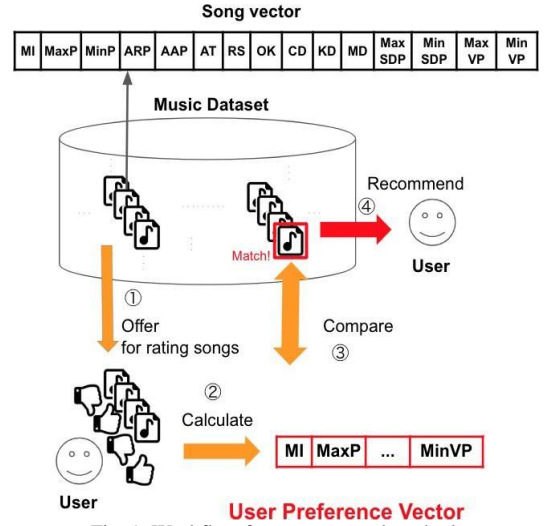 Song vector
MI MaxP MinP ARP AAP AT RS OK CD KD MD Max SDP Min SDP Max VP Min VP
Music Dataset
Recommend
④
Match!
User
①
Offer
for rating songs
Compare
③
②
Calculate
MI MaxP ... MinVP
User
User Preference Vector